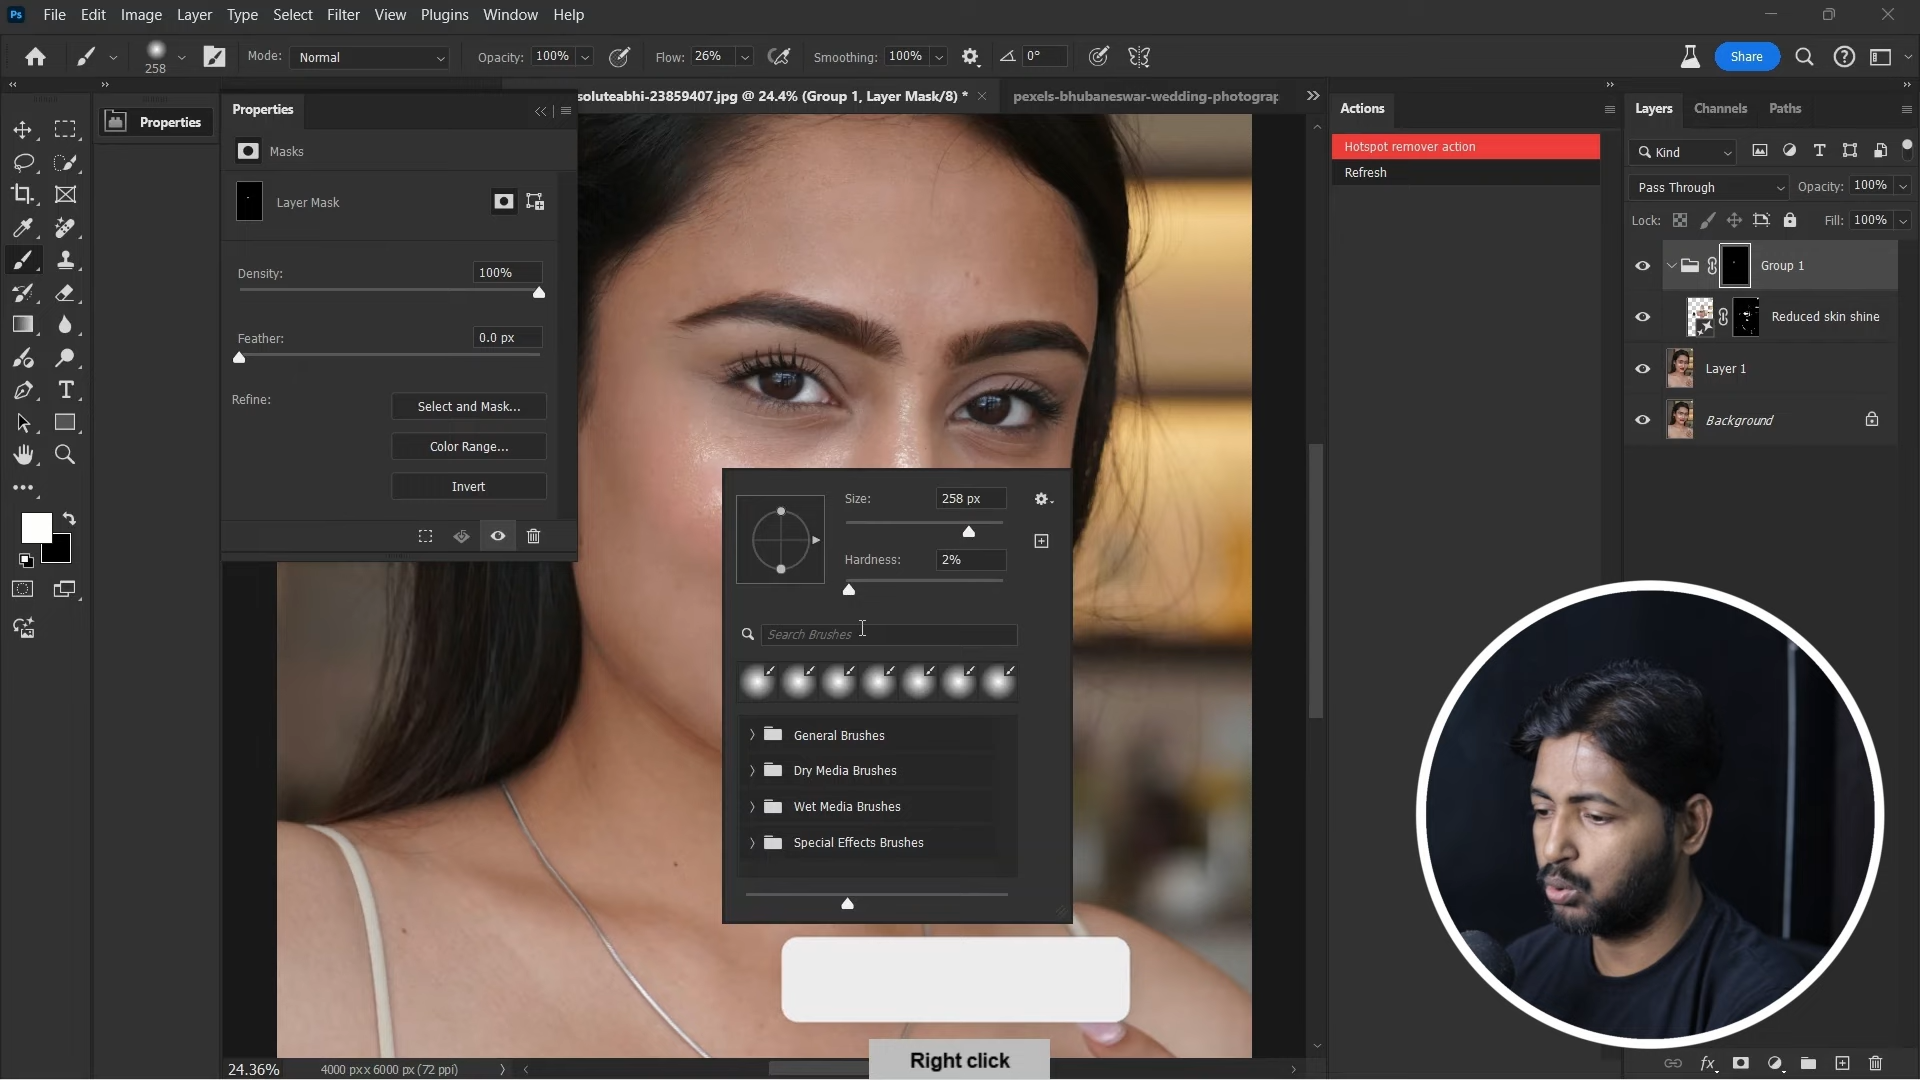 Ps File Edit Image Layer Type Select Filter View Plugins Window Help
258 Mode: Normal Opacity: 100% Flow: 26% Smoothing: 100% 0° Share
Properties
Properties
Masks
Layer Mask
Density: 100%
Feather: 0.0 px
Refine:
Select and Mask...
Color Range...
Invert
soluteabhi-23859407.jpg @ 24.4% (Group 1, Layer Mask/8) *
pexels-bhubaneswar-wedding-photograp
Size: 258 px
Hardness: 2%
Search Brushes
General Brushes
Dry Media Brushes
Wet Media Brushes
Special Effects Brushes
Actions
Hotspot remover action
Refresh
Layers Channels Paths
Kind
Pass Through Opacity: 100%
Lock: Fill: 100%
Group 1
Reduced skin shine
Layer 1
Background
fx
24.36% 4000 px x 6000 px (72 ppi)
Right click